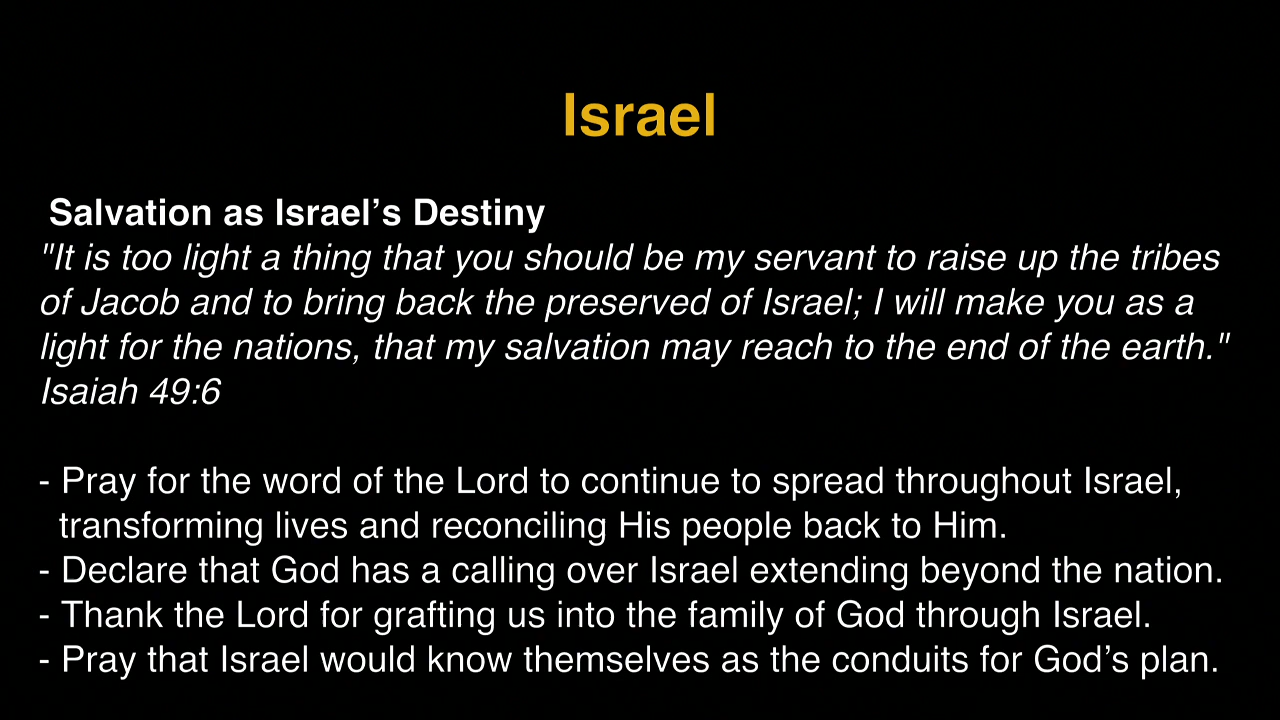 Israel
Salvation as Israel’s Destiny
"It is too light a thing that you should be my servant to raise up the tribes
of Jacob and to bring back the preserved of Israel; I will make you as a
light for the nations, that my salvation may reach to the end of the earth."
Isaiah 49:6
- Pray for the word of the Lord to continue to spread throughout Israel,
transforming lives and reconciling His people back to Him.
- Declare that God has a calling over Israel extending beyond the nation.
- Thank the Lord for grafting us into the family of God through Israel.
- Pray that Israel would know themselves as the conduits for God’s plan.